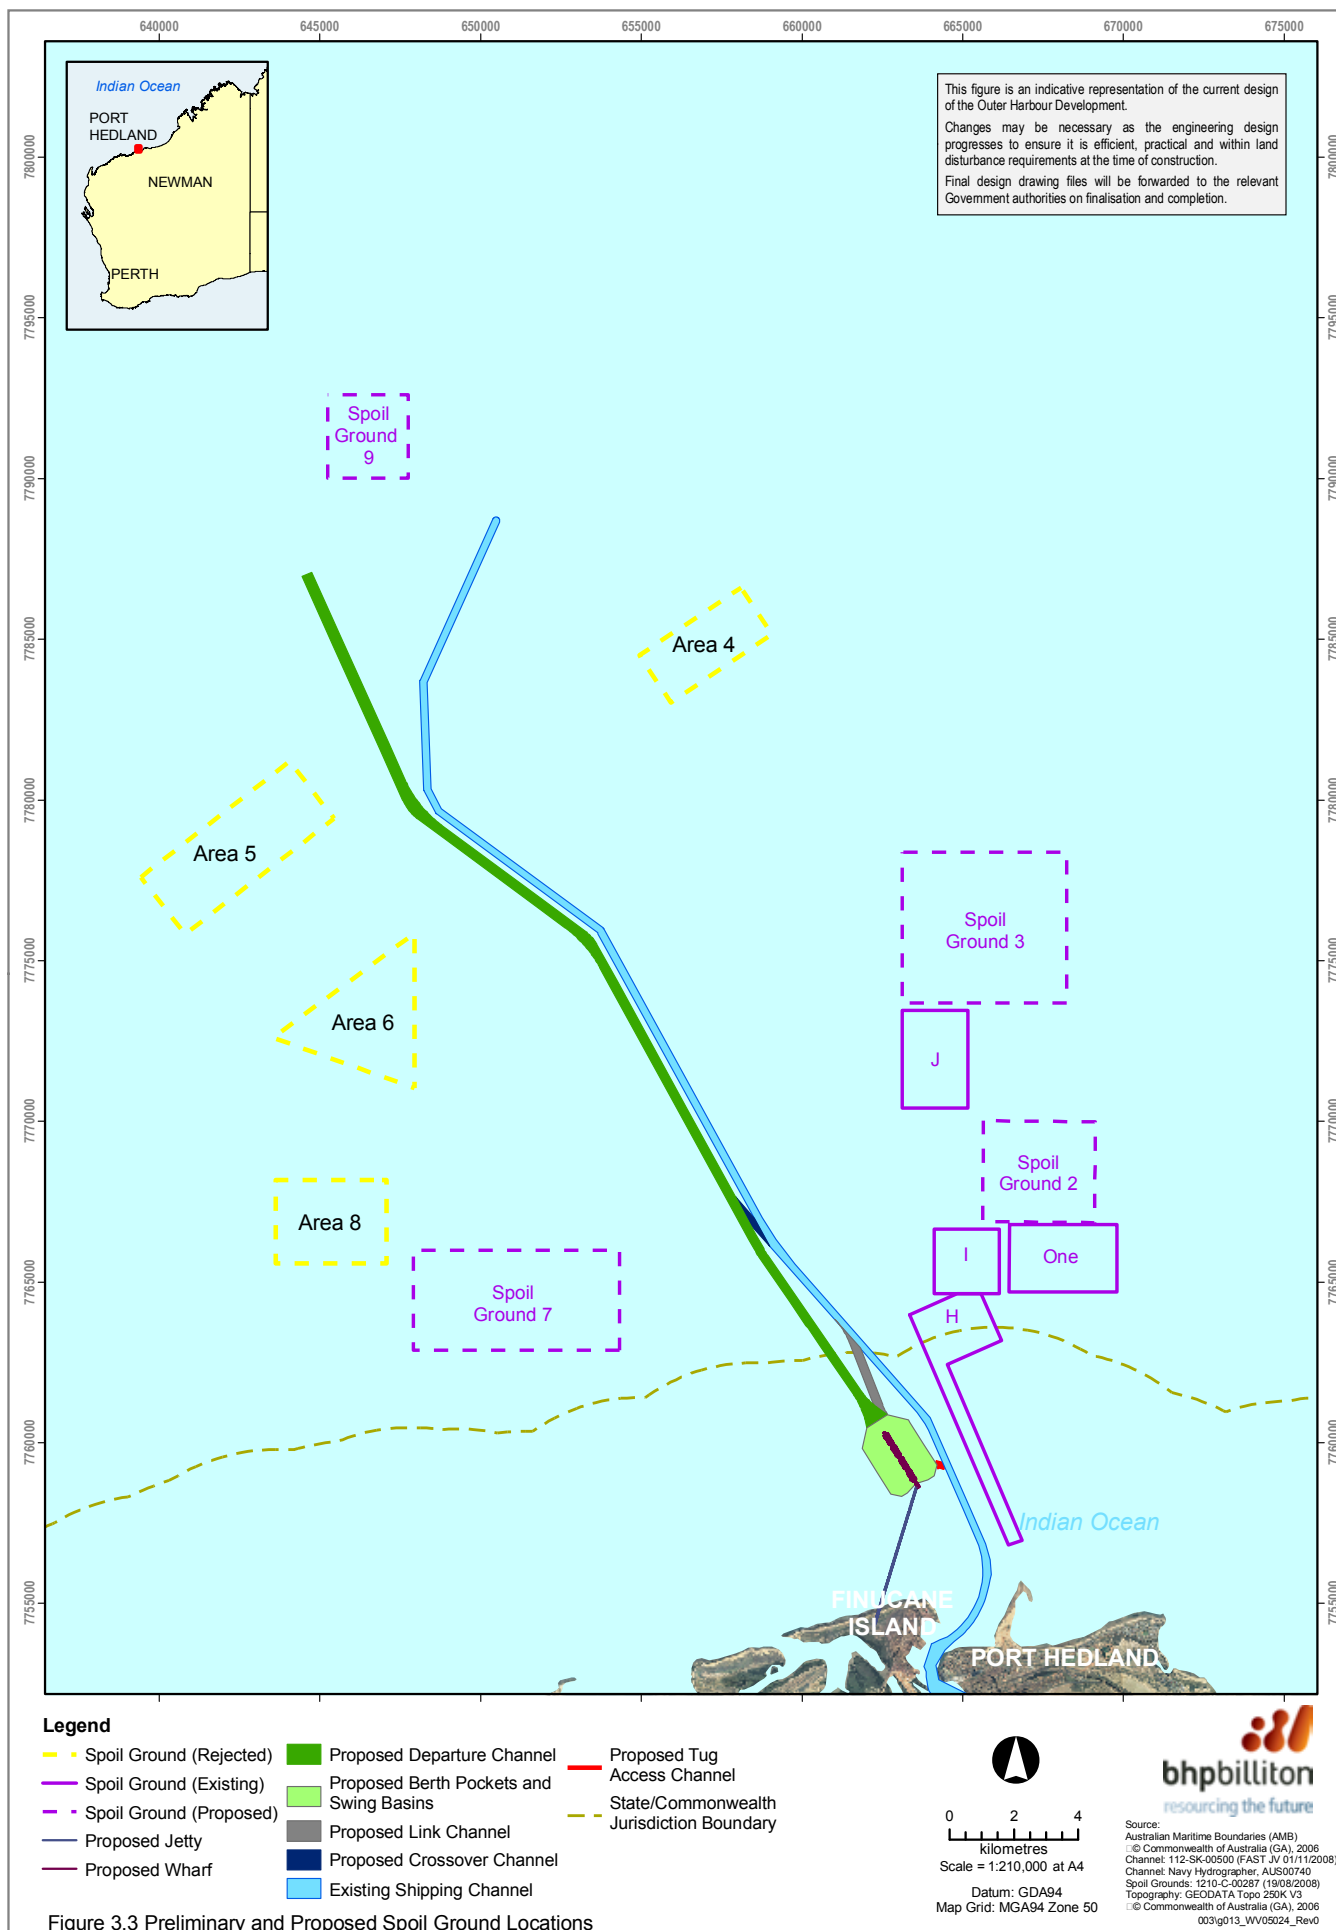 640000 645000 650000 655000 660000 665000 670000 675000
7800000
7795000
7790000
7785000
7780000
7775000
7770000
7765000
7760000
7755000
7800000
7795000
7790000
7785000
7780000
7775000
7770000
7765000
7760000
7755000
Indian Ocean
PORT
HEDLAND
NEWMAN
PERTH
This figure is an indicative representation of the current design
of the Outer Harbour Development.
Changes may be necessary as the engineering design
progresses to ensure it is efficient, practical and within land
disturbance requirements at the time of construction.
Final design drawing files will be forwarded to the relevant
Government authorities on finalisation and completion.
Spoil
Ground
9
Area 4
Area 5
Spoil
Ground 3
Area 6
J
Spoil
Ground 2
Area 8
I
One
Spoil
Ground 7
H
Indian Ocean
FINUCANE
ISLAND
PORT HEDLAND
Legend
Spoil Ground (Rejected)
Spoil Ground (Existing)
Spoil Ground (Proposed)
Proposed Jetty
Proposed Wharf
Proposed Departure Channel
Proposed Berth Pockets and
Swing Basins
Proposed Link Channel
Proposed Crossover Channel
Existing Shipping Channel
Proposed Tug
Access Channel
State/Commonwealth
Jurisdiction Boundary
0 2 4
kilometres
Scale = 1:210,000 at A4
Datum: GDA94
Map Grid: MGA94 Zone 50
bhpbilliton
resourcing the future
Source:
Australian Maritime Boundaries (AMB)
□© Commonwealth of Australia (GA), 2006
Channel: 112-SK-00500 (FAST JV 01/11/2008)
Channel: Navy Hydrographer, AUS00740
Spoil Grounds: 1210-C-00287 (19/08/2008)
Topography: GEODATA Topo 250K V3
□© Commonwealth of Australia (GA), 2006
003\g013_WV05024_Rev0
Figure 3.3 Preliminary and Proposed Spoil Ground Locations